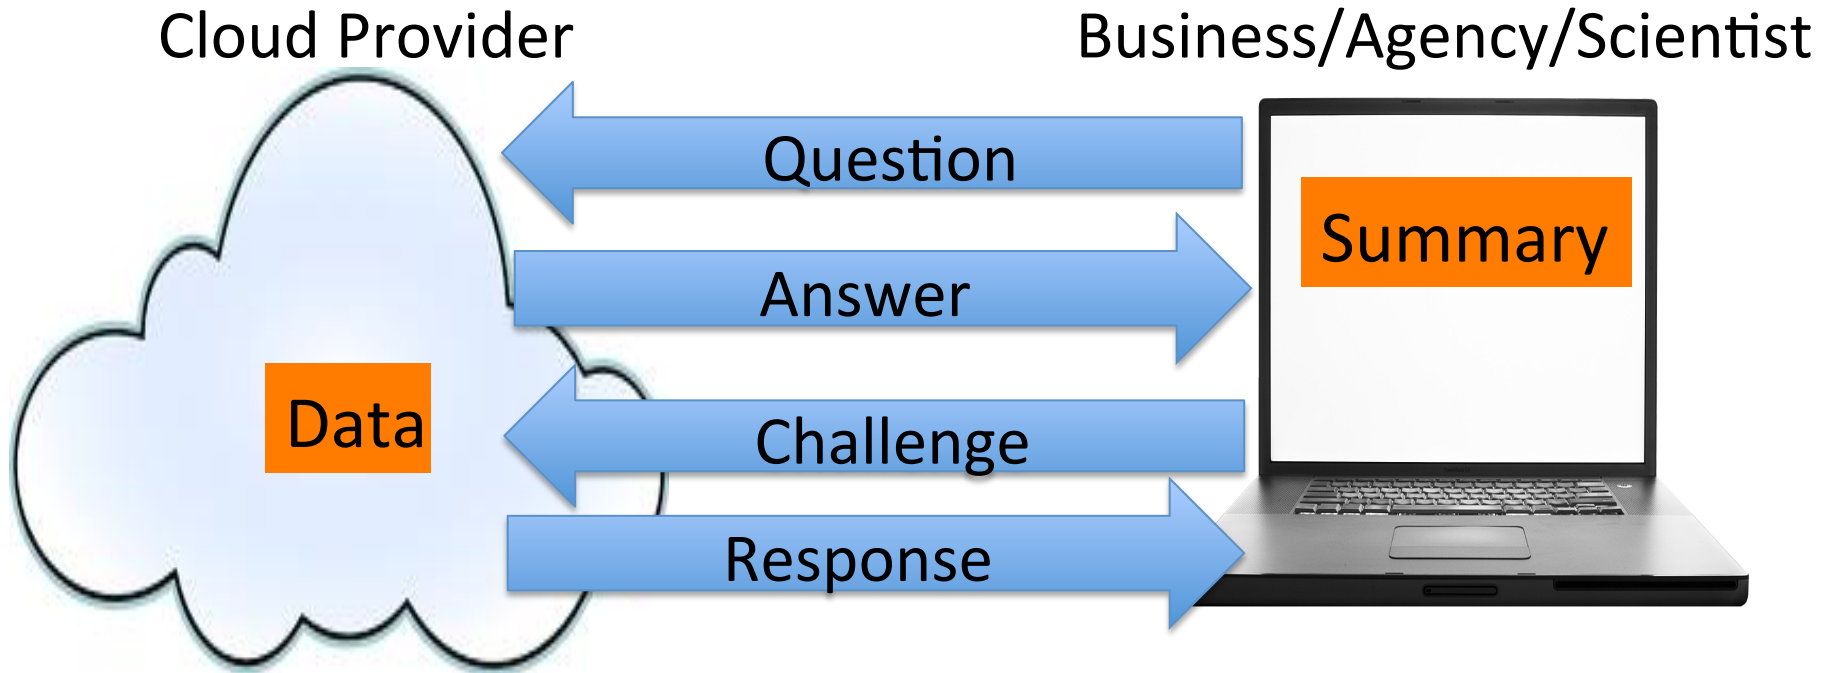 Cloud Provider
Business/Agency/Scientist
Question
Summary
Answer
Data
Challenge
Response